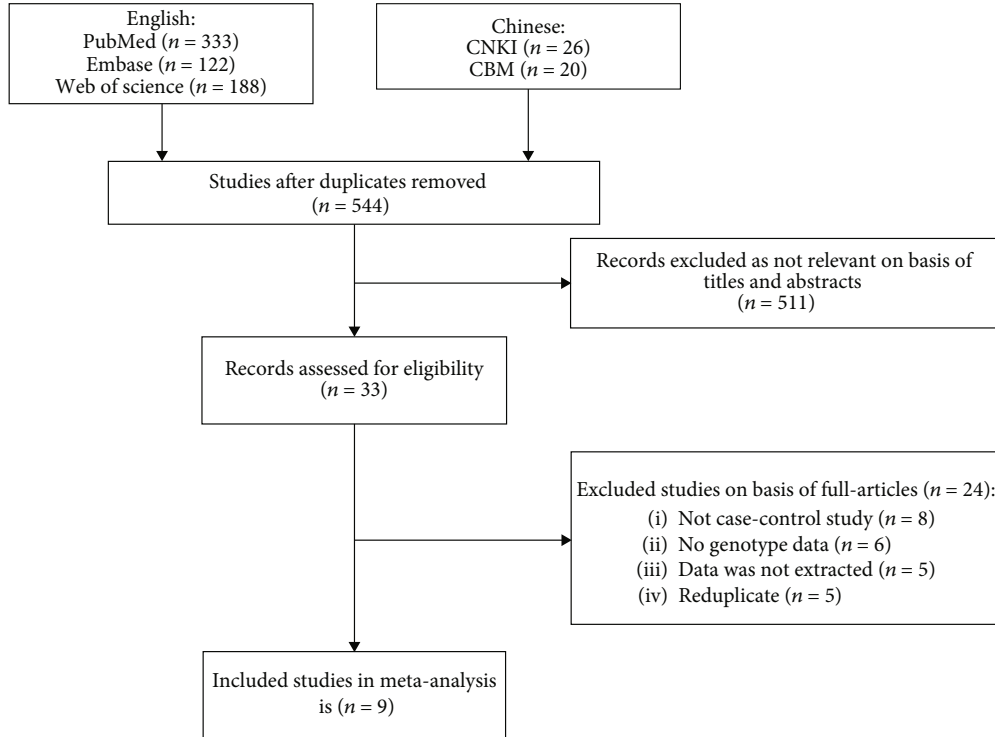 English:
PubMed (n = 333)
Embase (n = 122)
Web of science (n = 188)
Chinese:
CNKI (n = 26)
CBM (n = 20)
Studies after duplicates removed
(n = 544)
Records excluded as not relevant on basis of
titles and abstracts
(n = 511)
Records assessed for eligibility
(n = 33)
Excluded studies on basis of full-articles (n = 24):
(i) Not case-control study (n = 8)
(ii) No genotype data (n = 6)
(iii) Data was not extracted (n = 5)
(iv) Reduplicate (n = 5)
Included studies in meta-analysis
is (n = 9)